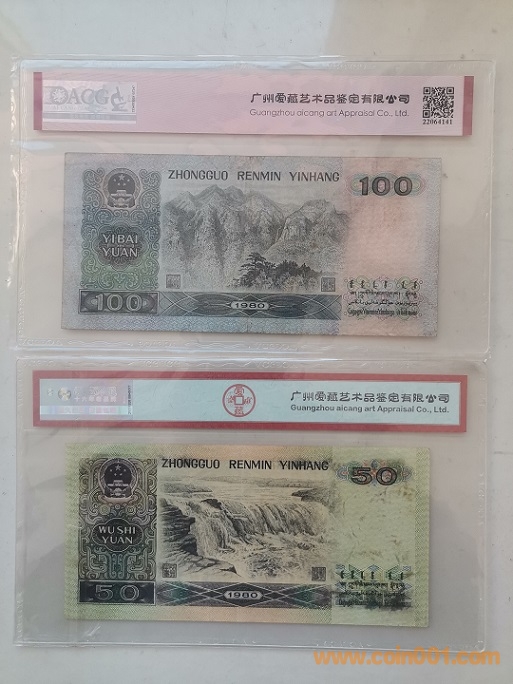 ACG
广州爱藏艺术品鉴定有限公司
Guangzhou aicang art Appraisal Co., Ltd.
22064141
ZHONGGUO RENMIN YINHANG
100
YIBAI
YUAN
100
1980
广州爱藏艺术品鉴定有限公司
Guangzhou aicang art Appraisal Co., Ltd.
ZHONGGUO RENMIN YINHANG
50
WUSHI
YUAN
50
1980
www.coin001.com